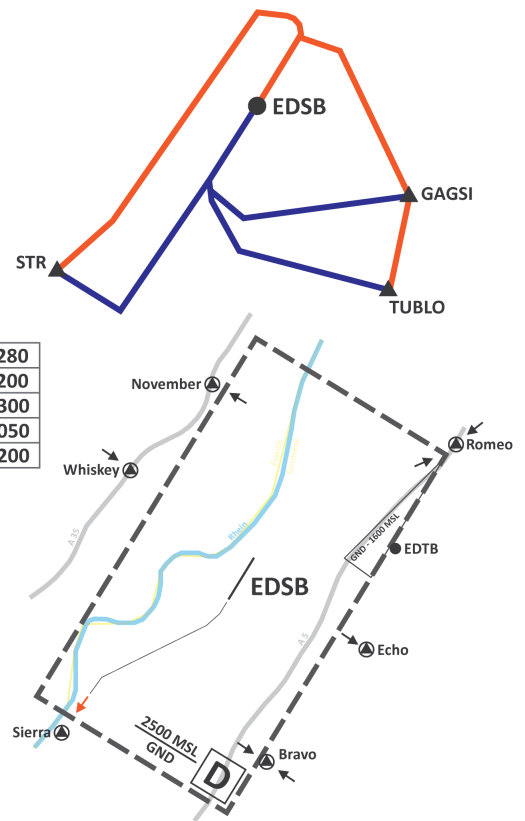 EDSB
GAGSI
STR
TUBLO
280
200
300
050
200
November
Romeo
Whiskey
A 35
Rhein
GND - 1600 MSL
EDTB
EDSB
A 5
Echo
Sierra
2500 MSL
GND
D
Bravo